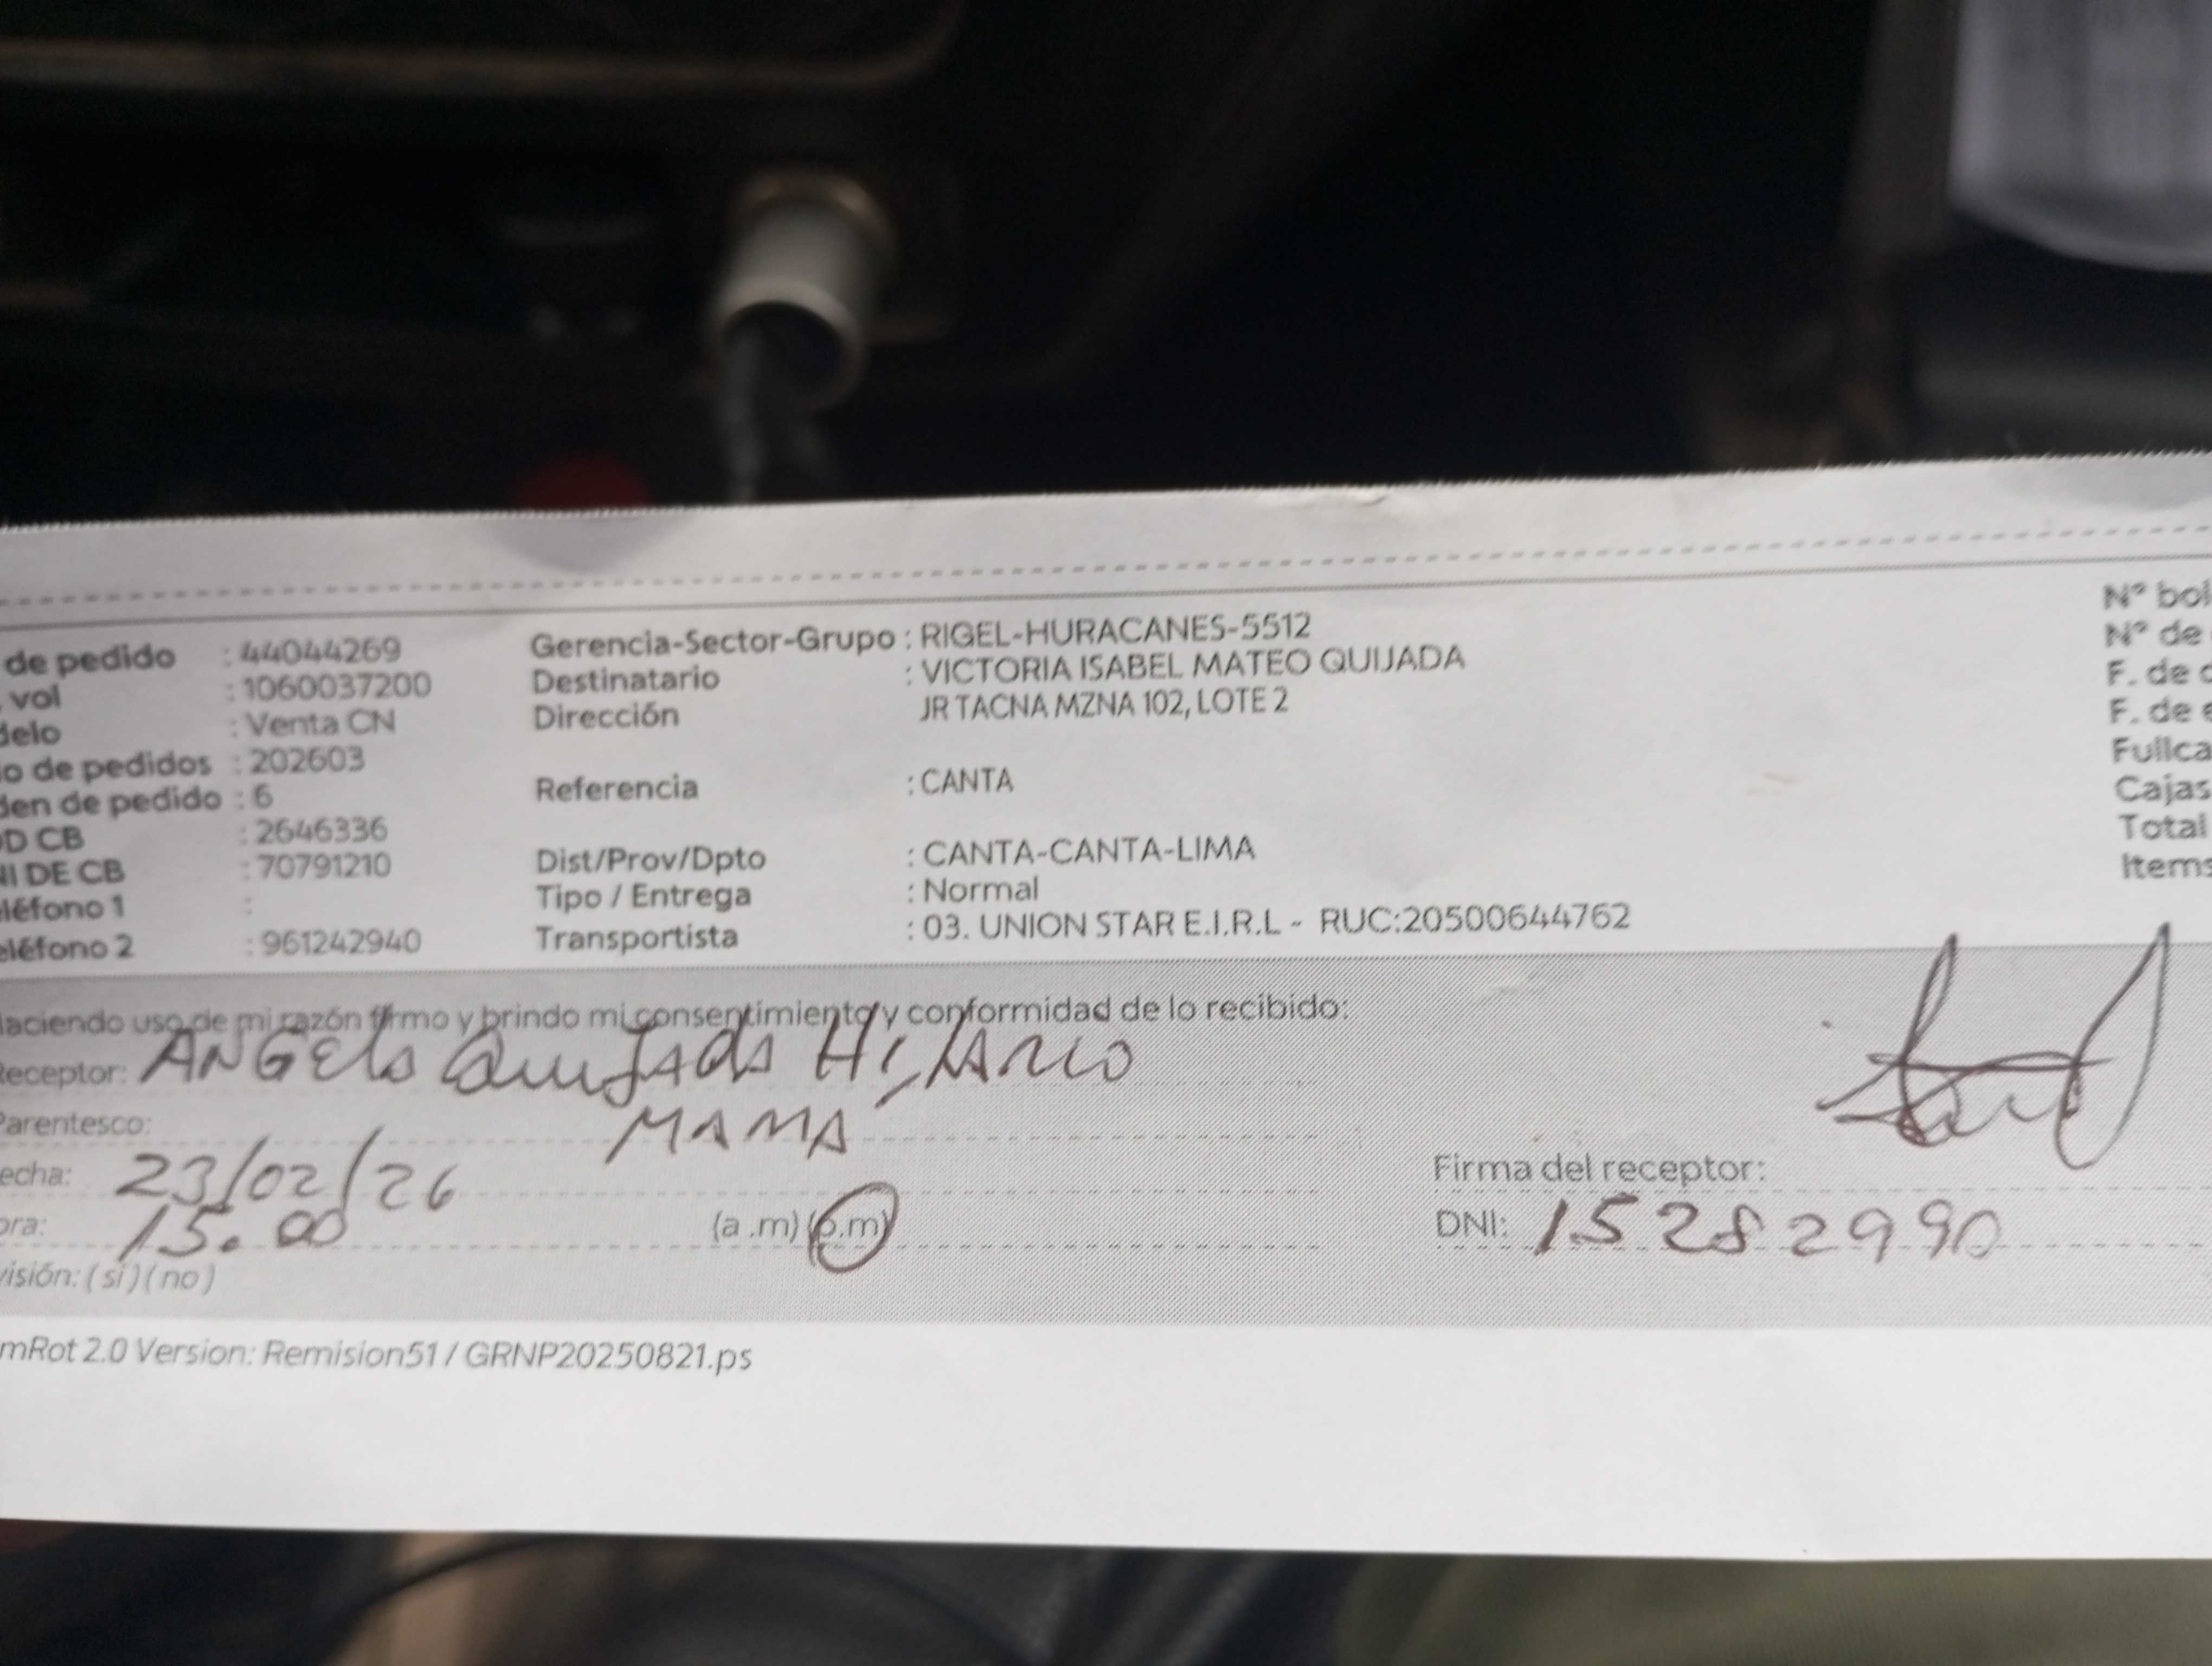 de pedido : 44044269
vol : 1060037200
delo : Venta CN
o de pedidos : 202603
den de pedido : 6
D CB : 2646336
NI DE CB : 70791210
eléfono 1 :
eléfono 2 : 961242940
Gerencia-Sector-Grupo : RIGEL-HURACANES-5512
Destinatario : VICTORIA ISABEL MATEO QUIJADA
Dirección JR TACNA MZNA 102, LOTE 2
Referencia : CANTA
Dist/Prov/Dpto : CANTA-CANTA-LIMA
Tipo / Entrega : Normal
Transportista : 03. UNION STAR E.I.R.L - RUC:20500644762
N° bol
N° de
F. de
F. de
Fullca
Cajas
Total
Items
Haciendo uso de mi razón firmo y brindo mi consentimiento y conformidad de lo recibido:
Receptor: ANGELA QUIJADA HILARIO
Parentesco: MAMA
echa: 23/02/26
ora: 15.00 (a .m) (p.m)
visión: (si) (no)
Firma del receptor:
DNI: 15282990
mRot 2.0 Version: Remision51 / GRNP20250821.ps